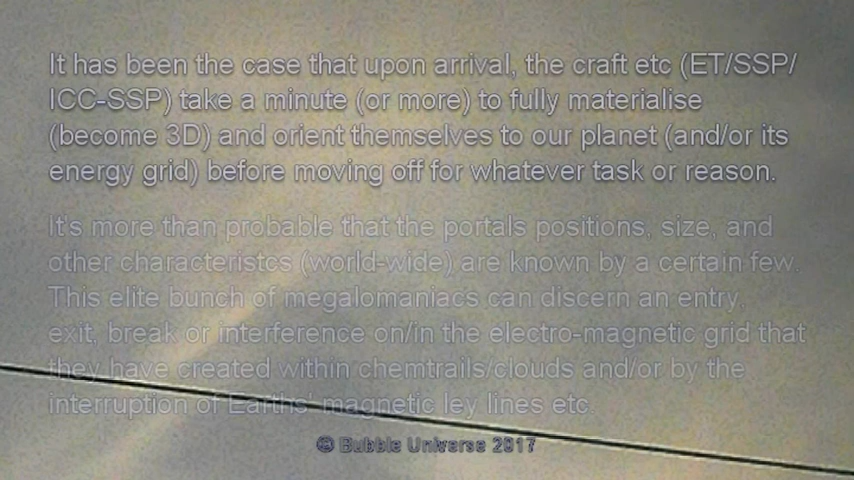 It has been the case that upon arrival, the craft etc (ET/SSP/
ICC-SSP) take a minute (or more) to fully materialise
(become 3D) and orient themselves to our planet (and/or its
energy grid) before moving off for whatever task or reason.
It's more than probable that the portals positions, size, and
other characteristcs (world-wide) are known by a certain few.
This elite bunch of megalomaniacs can discern an entry,
exit, break or interference on/in the electro-magnetic grid that
they have created within chemtrails/clouds and/or by the
interruption of Earths' magnetic ley lines etc.
© Bubble Universe 2017